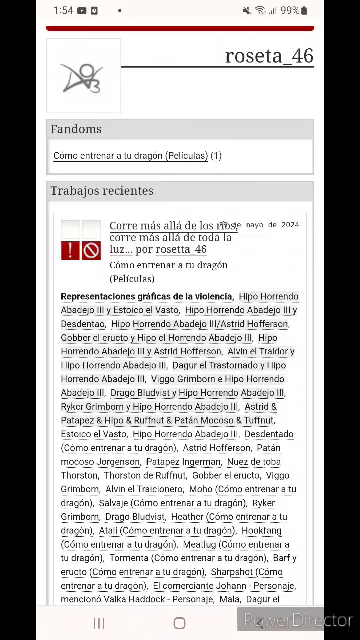 1:54
99%
roseta_46
Fandoms
Cómo entrenar a tu dragón (Películas) (1)
Trabajos recientes
Corre más allá de los ríos, de mayo de 2024
corre más allá de toda la
luz... por rosetta_46
Cómo entrenar a tu dragón
(Películas)
Representaciones gráficas de la violencia, Hipo Horrendo
Abadejo III y Estoico el Vasto, Hipo Horrendo Abadejo III y
Desdentao, Hipo Horrendo Abadejo III/Astrid Hofferson,
Gobber el eructo y Hipo el Horrendo Abadejo III, Hipo
Horrendo Abadejo III y Astrid Hofferson, Alvin el Traidor y
Hipo Horrendo Abadejo III, Dagur el Trastornado y Hipo
Horrendo Abadejo III, Viggo Grimborn e Hipo Horrendo
Abadejo III, Drago Bludvist y Hipo Horrendo Abadejo III,
Ryker Grimborn y Hipo Horrendo Abadejo III, Astrid &
Patapez & Hipo & Ruffnut & Patán Mocoso & Tuffnut,
Estoico el Vasto, Hipo Horrendo Abadejo III, Desdentado
(Cómo entrenar a tu dragón), Astrid Hofferson, Patán
mocoso Jorgenson, Patapez Ingerman, Nuez de toba
Thorston, Thorston de Ruffnut, Gobber el eructo, Viggo
Grimborn, Alvin el Traicionero, Moho (Cómo entrenar a tu
dragón), Salvaje (Cómo entrenar a tu dragón), Ryker
Grimborn, Drago Bludvist, Heather (Cómo entrenar a tu
dragón), Atali (Cómo entrenar a tu dragón), Hookfang
(Cómo entrenar a tu dragón), Meatlug (Cómo entrenar a tu
dragón), Tormenta (Cómo entrenar a tu dragón), Barf y
eructo (Cómo entrenar a tu dragón), Sharpshot (Cómo
entrenar a tu dragón), El comerciante Johann - Personaje,
mencionó Valka Haddock - Personaje, Mala, Dagur el
PowerDirector